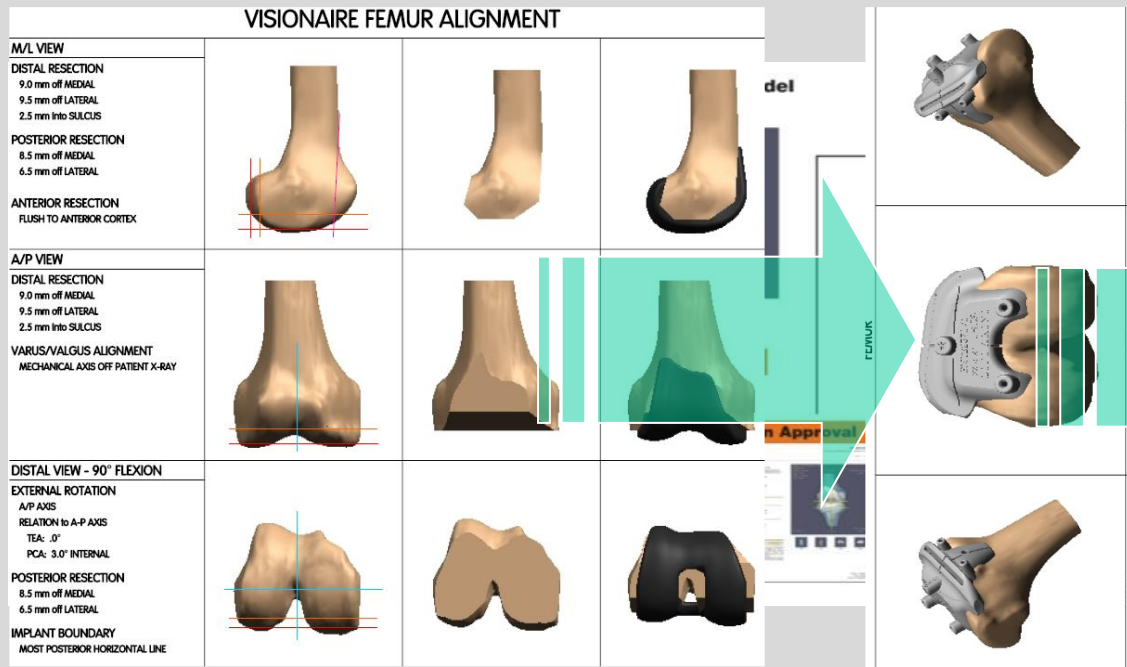 VISIONAIRE FEMUR ALIGNMENT
M/L VIEW
DISTAL RESECTION
9.0 mm off MEDIAL
9.5 mm off LATERAL
2.5 mm into SULCUS
POSTERIOR RESECTION
8.5 mm off MEDIAL
6.5 mm off LATERAL
ANTERIOR RESECTION
FLUSH TO ANTERIOR CORTEX
A/P VIEW
DISTAL RESECTION
9.0 mm off MEDIAL
9.5 mm off LATERAL
2.5 mm into SULCUS
VARUS/VALGUS ALIGNMENT
MECHANICAL AXIS OFF PATIENT X-RAY
DISTAL VIEW - 90° FLEXION
EXTERNAL ROTATION
A/P AXIS
RELATION to A-P AXIS
TEA: .0°
PCA: 3.0° INTERNAL
POSTERIOR RESECTION
8.5 mm off MEDIAL
6.5 mm off LATERAL
IMPLANT BOUNDARY
MOST POSTERIOR HORIZONTAL LINE
del
FEMUR
n Approval